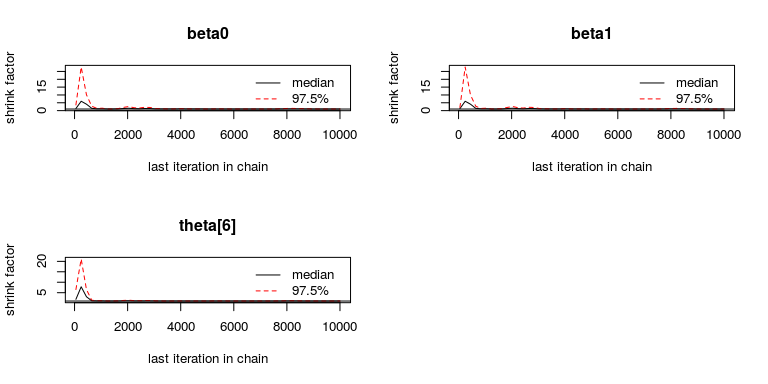 beta0
shrink factor
15
0
median
97.5%
0 2000 4000 6000 8000 10000
last iteration in chain
beta1
shrink factor
15
0
median
97.5%
0 2000 4000 6000 8000 10000
last iteration in chain
theta[6]
shrink factor
20
5
median
97.5%
0 2000 4000 6000 8000 10000
last iteration in chain